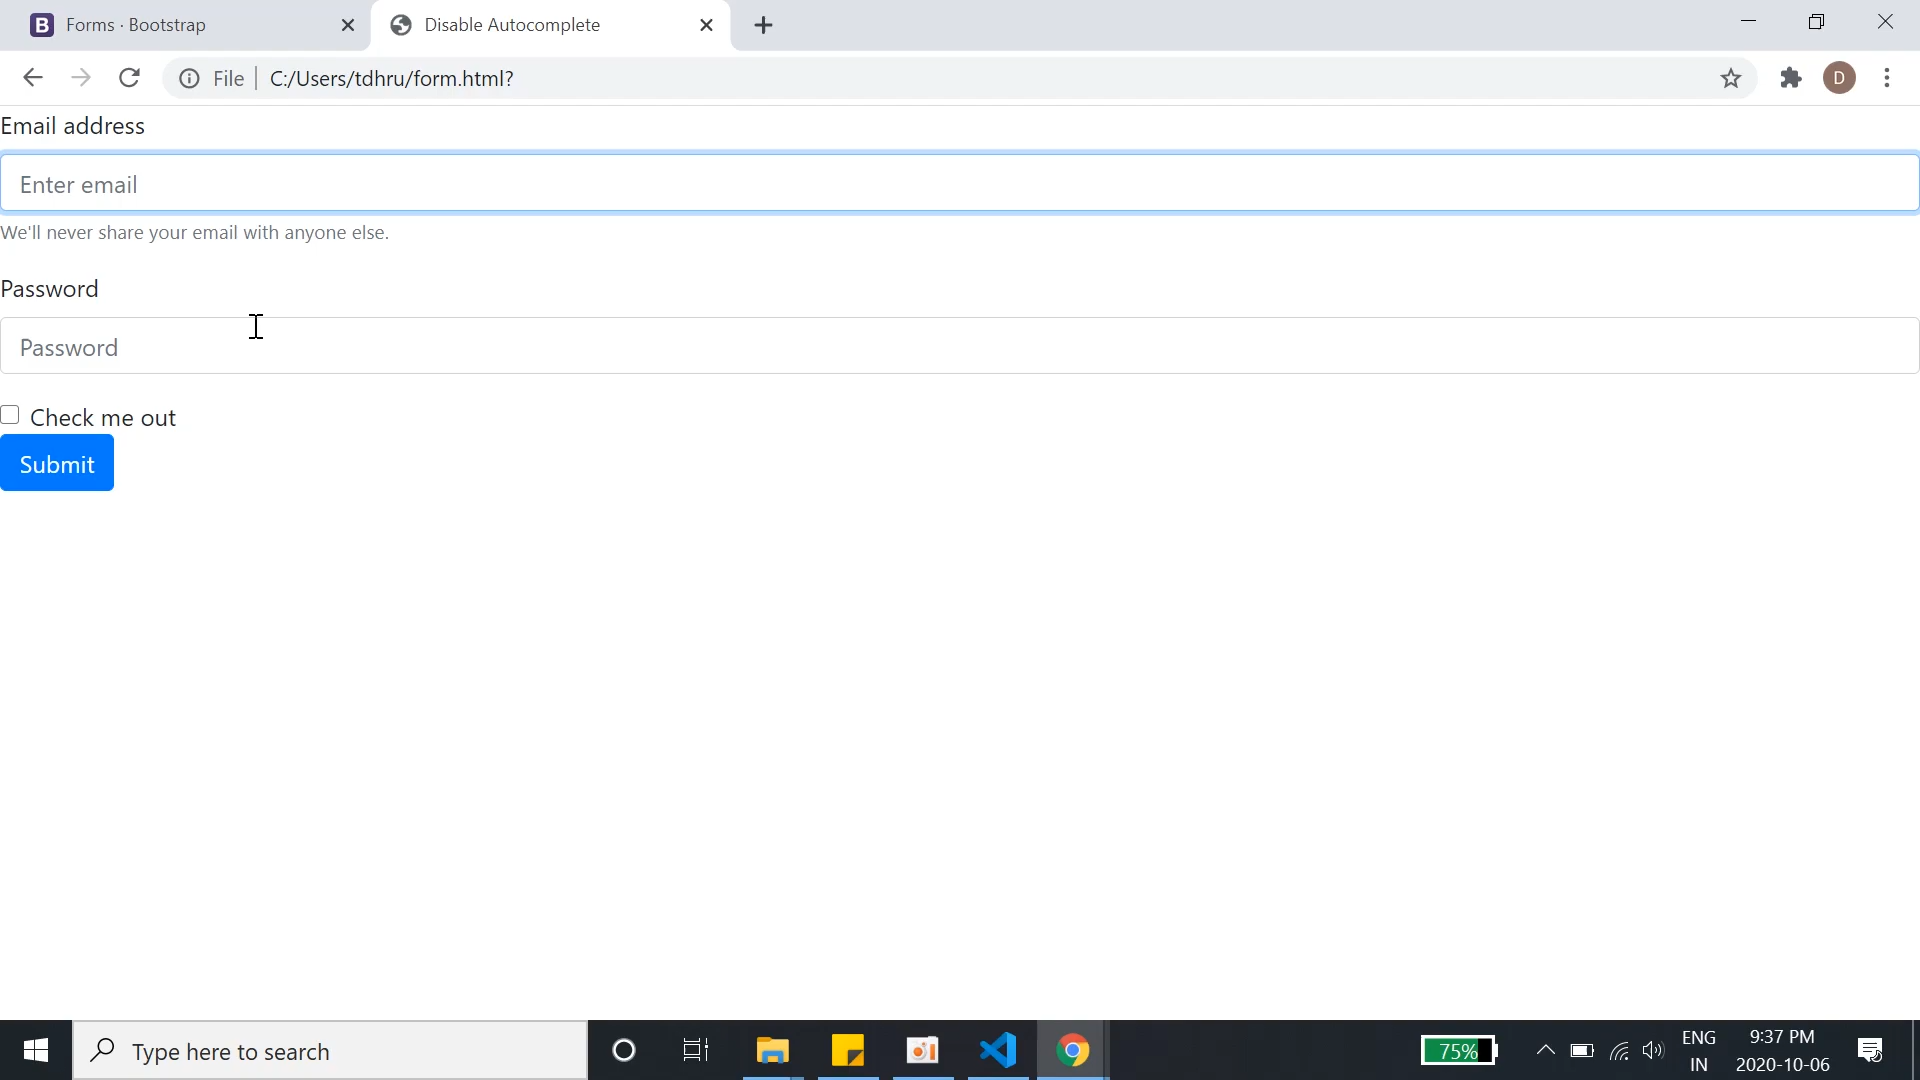 B Forms · Bootstrap
Disable Autocomplete
File
C:/Users/tdhru/form.html?
D
Email address
Enter email
We'll never share your email with anyone else.
Password
Password
Check me out
Submit
Type here to search
75%
ENG
IN
9:37 PM
2020-10-06